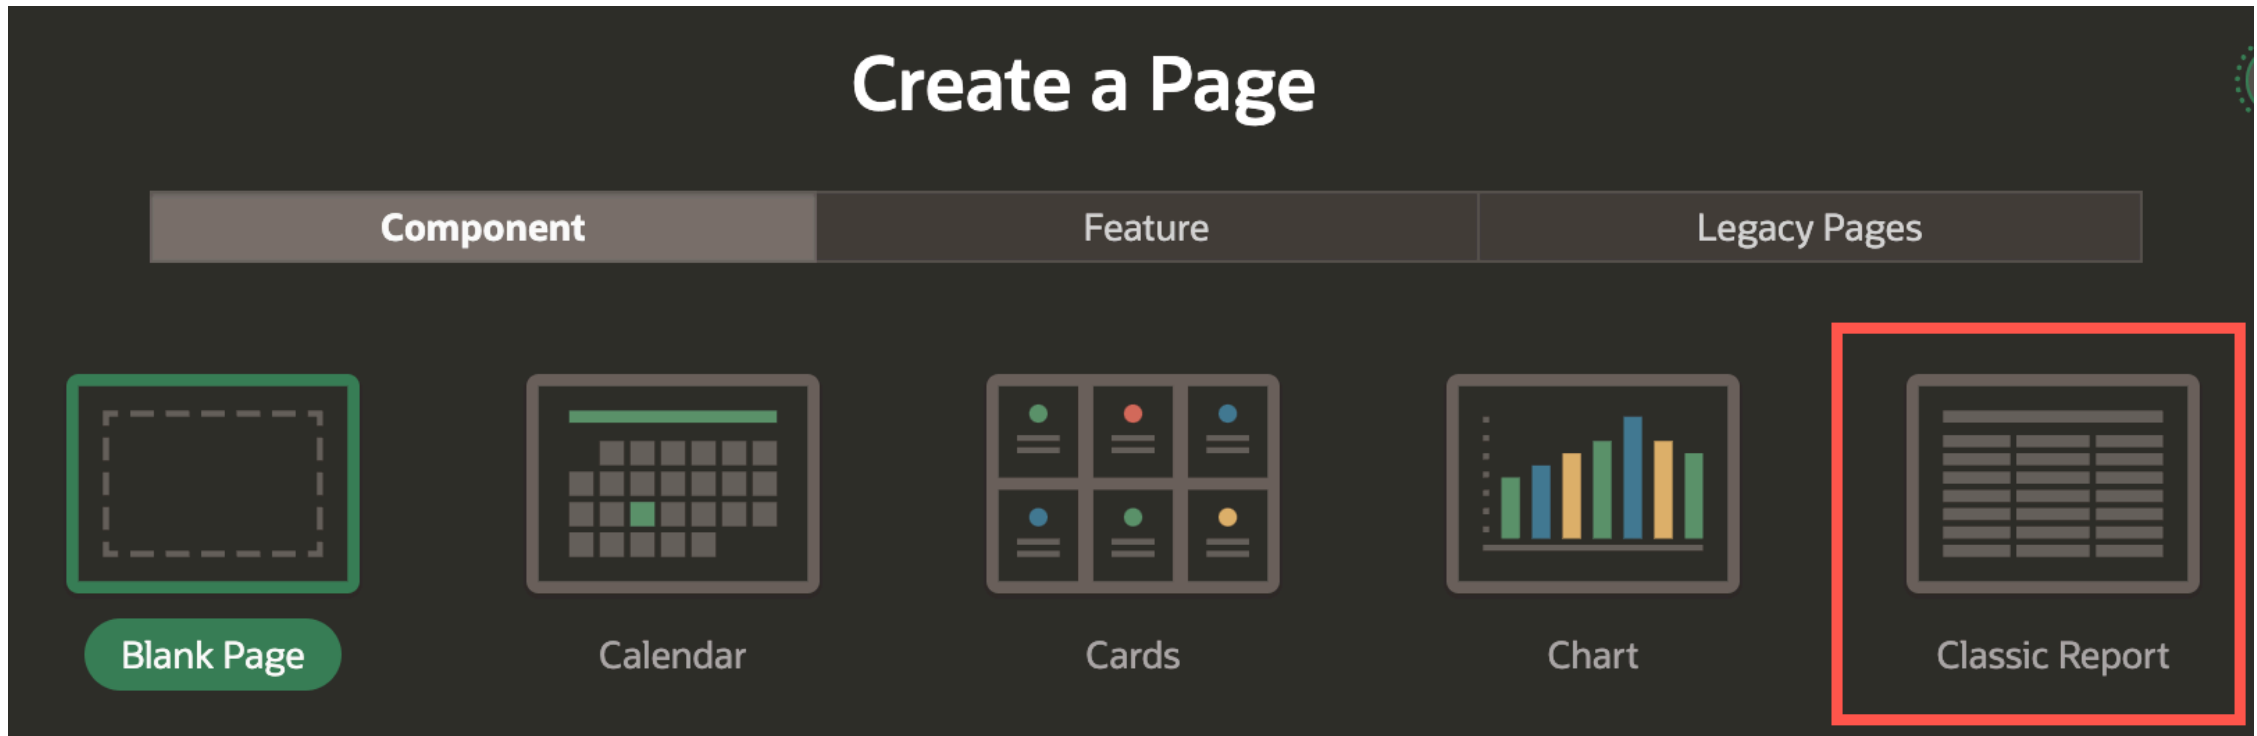 Create a Page
Component
Feature
Legacy Pages
Blank Page
Calendar
Cards
Chart
Classic Report